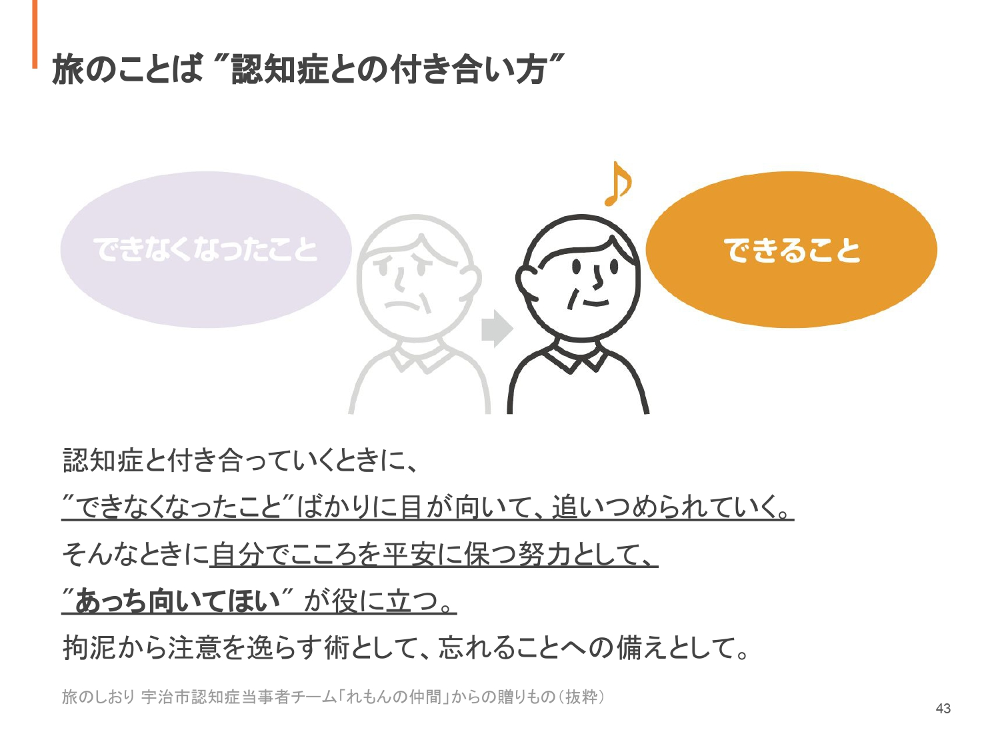 旅のことば ″認知症との付き合い方″
できなくなったこと
できること
認知症と付き合っていくときに、
″できなくなったこと″ばかりに目が向いて、追いつめられていく。
そんなときに自分でこころを平安に保つ努力として、
″あっち向いてほい″ が役に立つ。
拘泥から注意を逸らす術として、忘れることへの備えとして。
旅のしおり 宇治市認知症当事者チーム「れもんの仲間」からの贈りもの（抜粋）
43